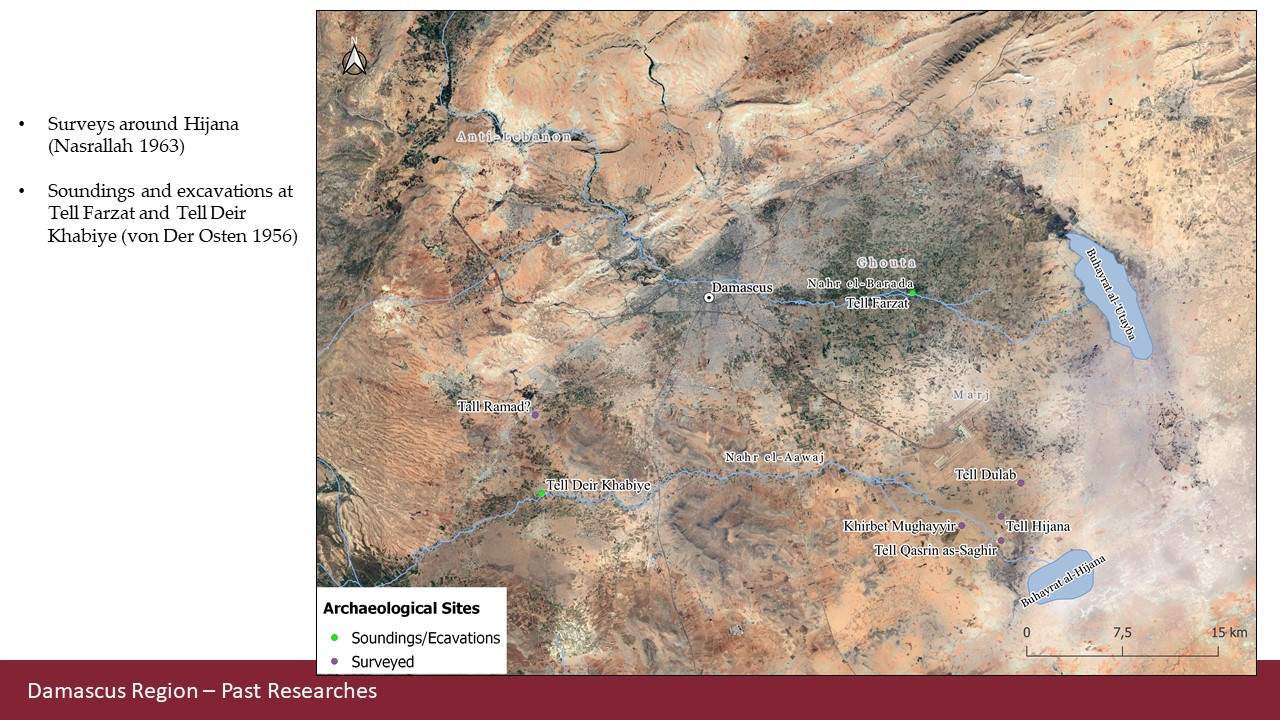 • Surveys around Hijana
(Nasrallah 1963)
• Soundings and excavations at
Tell Farzat and Tell Deir
Khabiye (von Der Osten 1956)
N
Anti-Lebanon
Ghouta
Nahr el-Barada
Damascus
Tell Farzat
Buhayrat al-'Utayba
Marj
Tall Ramad?
Nahr el-Aawaj
Tell Dulab
Tell Deir Khabiye
Khirbet Mughayyir
Tell Hijana
Tell Qasrin as-Saghir
Buhayrat al-Hijana
Archaeological Sites
Soundings/Ecavations
Surveyed
0 7,5 15 km
Damascus Region – Past Researches